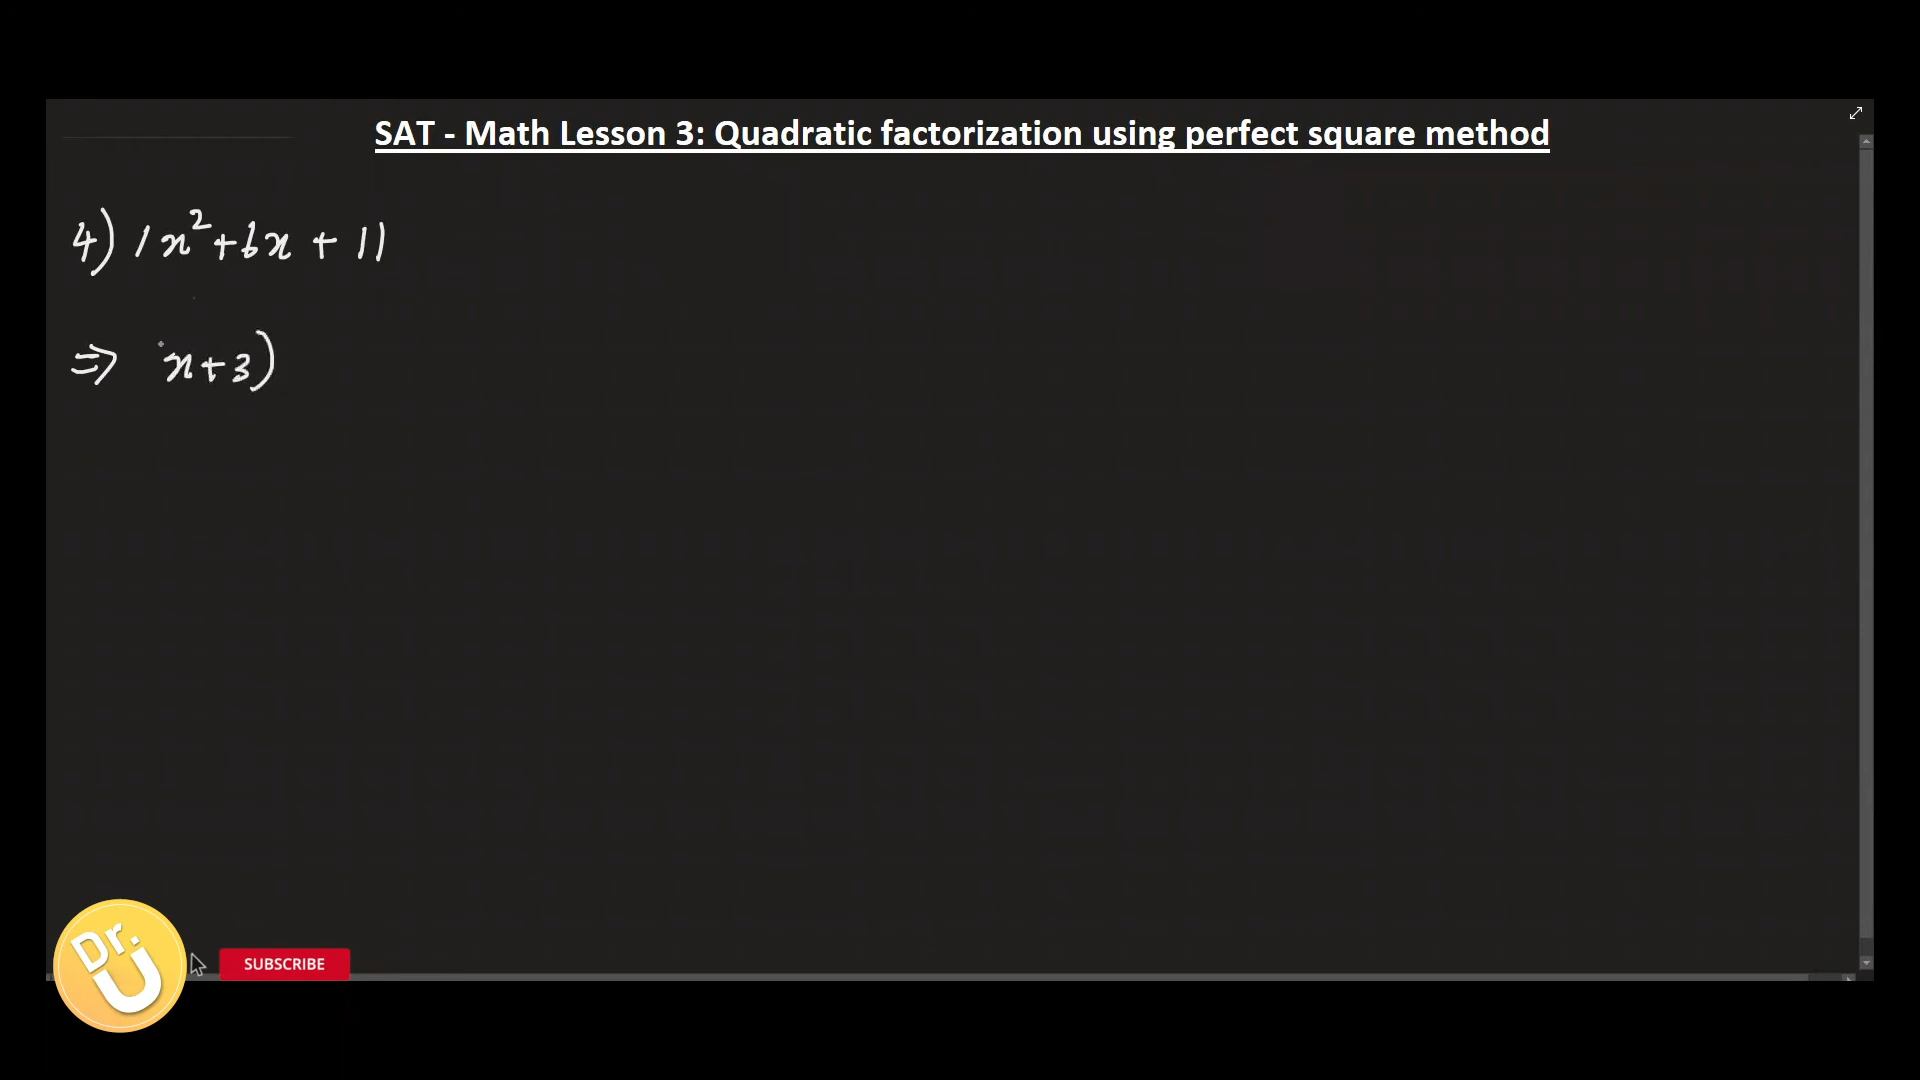 SAT - Math Lesson 3: Quadratic factorization using perfect square method
4) 1x²+6x + 11
⇒ x+3)
Dr. U
SUBSCRIBE